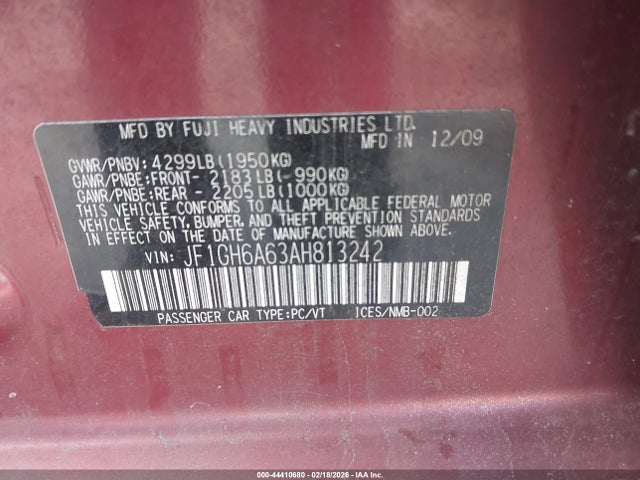 MFD BY FUJI HEAVY INDUSTRIES LTD.
MFD IN 12/09
GVWR/PNBV: 4299LB(1950KG)
GAWR/PNBE:FRONT- 2183LB(-990KG)
GAWR/PNBE:REAR - 2205LB(1000KG)
THIS VEHICLE CONFORMS TO ALL APPLICABLE FEDERAL MOTOR
VEHICLE SAFETY, BUMPER, AND THEFT PREVENTION STANDARDS
IN EFFECT ON THE DATE OF MANUFACTURE SHOWN ABOVE.
VIN: JF1GH6A63AH813242
PASSENGER CAR TYPE:PC/VT ICES/NMB-002
000-44410680 - 02/18/2026 - IAAI.COM